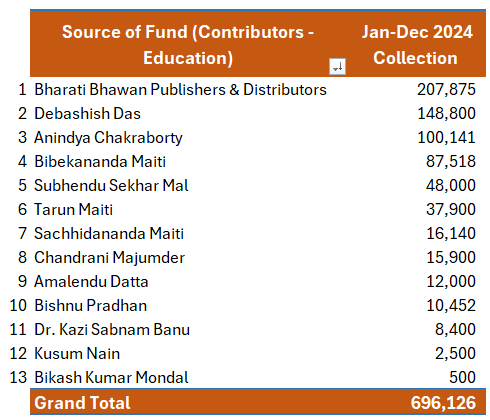 Source of Fund (Contributors - Education) Jan-Dec 2024 Collection
1 Bharati Bhawan Publishers & Distributors 207,875
2 Debashish Das 148,800
3 Anindya Chakraborty 100,141
4 Bibekananda Maiti 87,518
5 Subhendu Sekhar Mal 48,000
6 Tarun Maiti 37,900
7 Sachhidananda Maiti 16,140
8 Chandrani Majumder 15,900
9 Amalendu Datta 12,000
10 Bishnu Pradhan 10,452
11 Dr. Kazi Sabnam Banu 8,400
12 Kusum Nain 2,500
13 Bikash Kumar Mondal 500
Grand Total 696,126